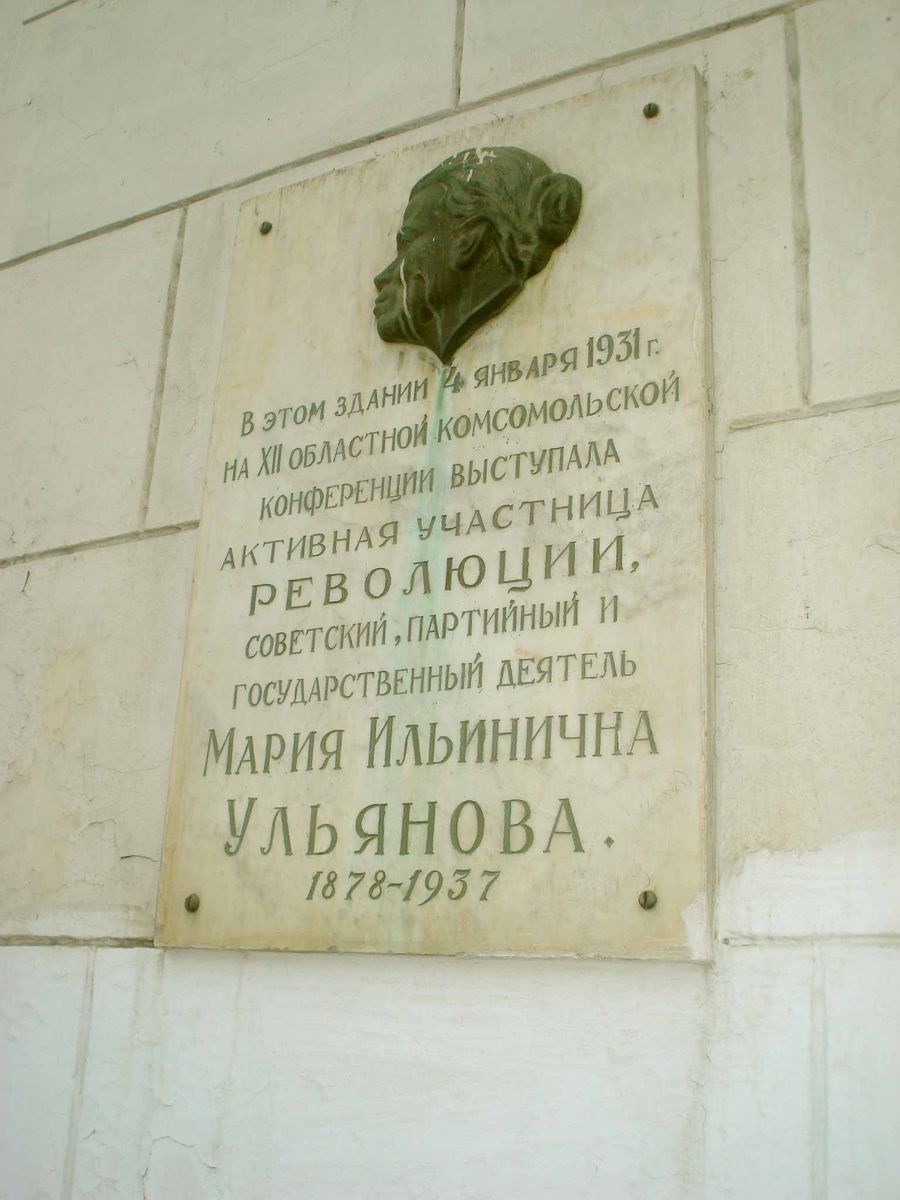 В этом здании 4 января 1931 г.
на XII областной комсомольской
конференции выступала
активная участница
революции,
советский, партийный и
государственный деятель
Мария Ильинична
Ульянова.
1878-1937